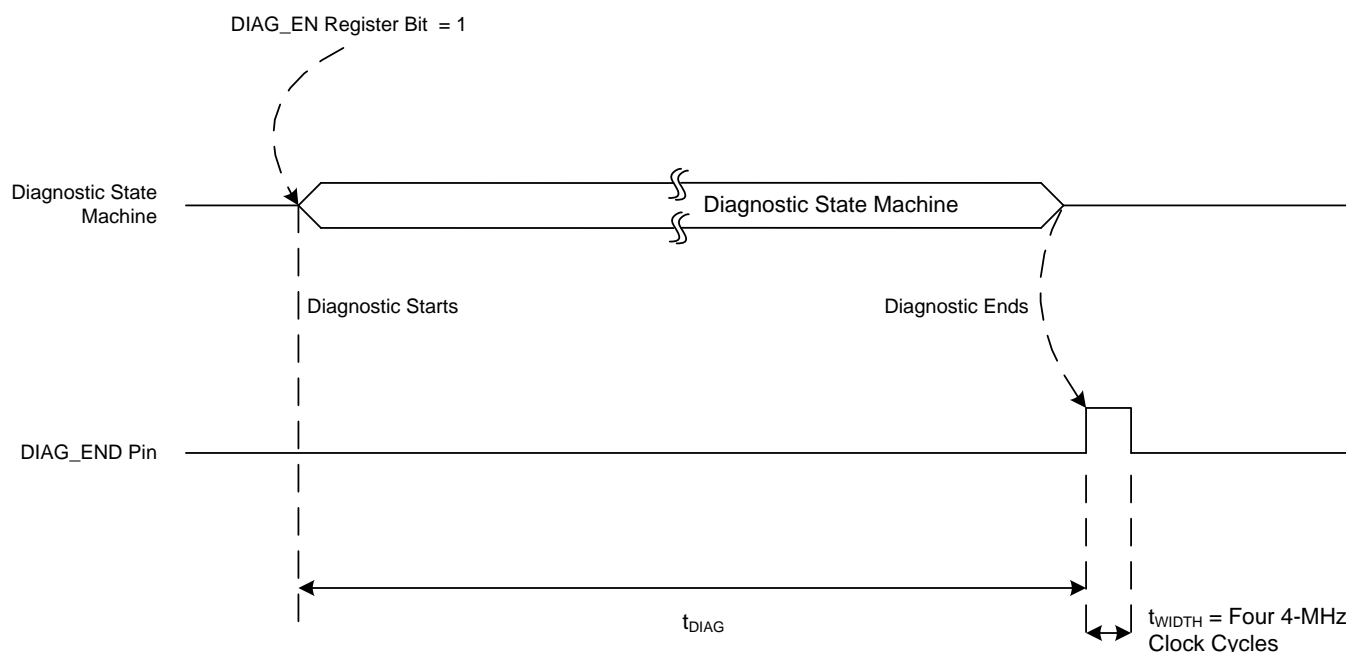 DIAG_EN Register Bit = 1
Diagnostic State
Machine
Diagnostic State Machine
Diagnostic Starts
Diagnostic Ends
DIAG_END Pin
tDIAG
tWIDTH = Four 4-MHz
Clock Cycles